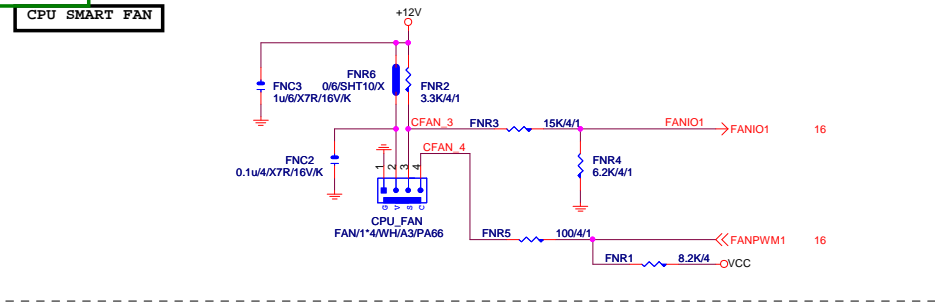 CPU SMART FAN
+12V
FNC3
1u/6/X7R/16V/K
FNR6
0/6/SHT10/X
FNR2
3.3K/4/1
CFAN_3
FNR3
15K/4/1
FANIO1
FANIO1
16
FNR4
6.2K/4/1
CFAN_4
FNC2
0.1u/4/X7R/16V/K
1
2
3
4
G
V
S
C
CPU_FAN
FAN/1*4/WH/A3/PA66
FNR5
100/4/1
FANPWM1
16
FNR1
8.2K/4
VCC